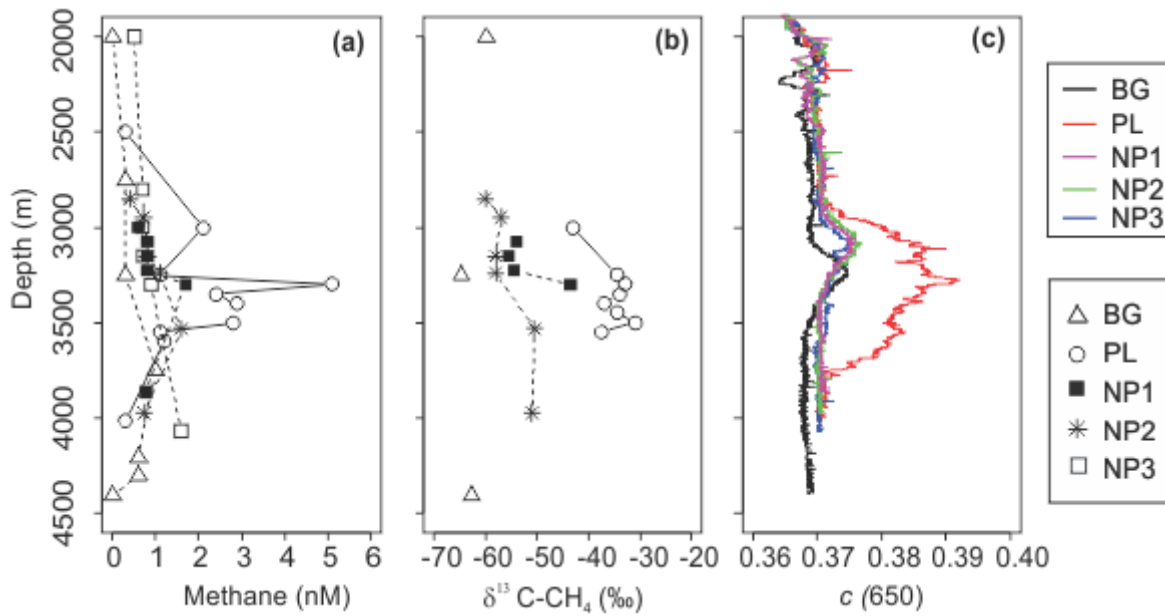 (a)
(b)
(c)
2000
2500
3000
3500
4000
4500
Depth (m)
0 1 2 3 4 5 6
Methane (nM)
-70 -60 -50 -40 -30 -20
δ¹³ C-CH₄ (‰)
0.36 0.37 0.38 0.39 0.40
c (650)
BG
PL
NP1
NP2
NP3
BG
PL
NP1
NP2
NP3